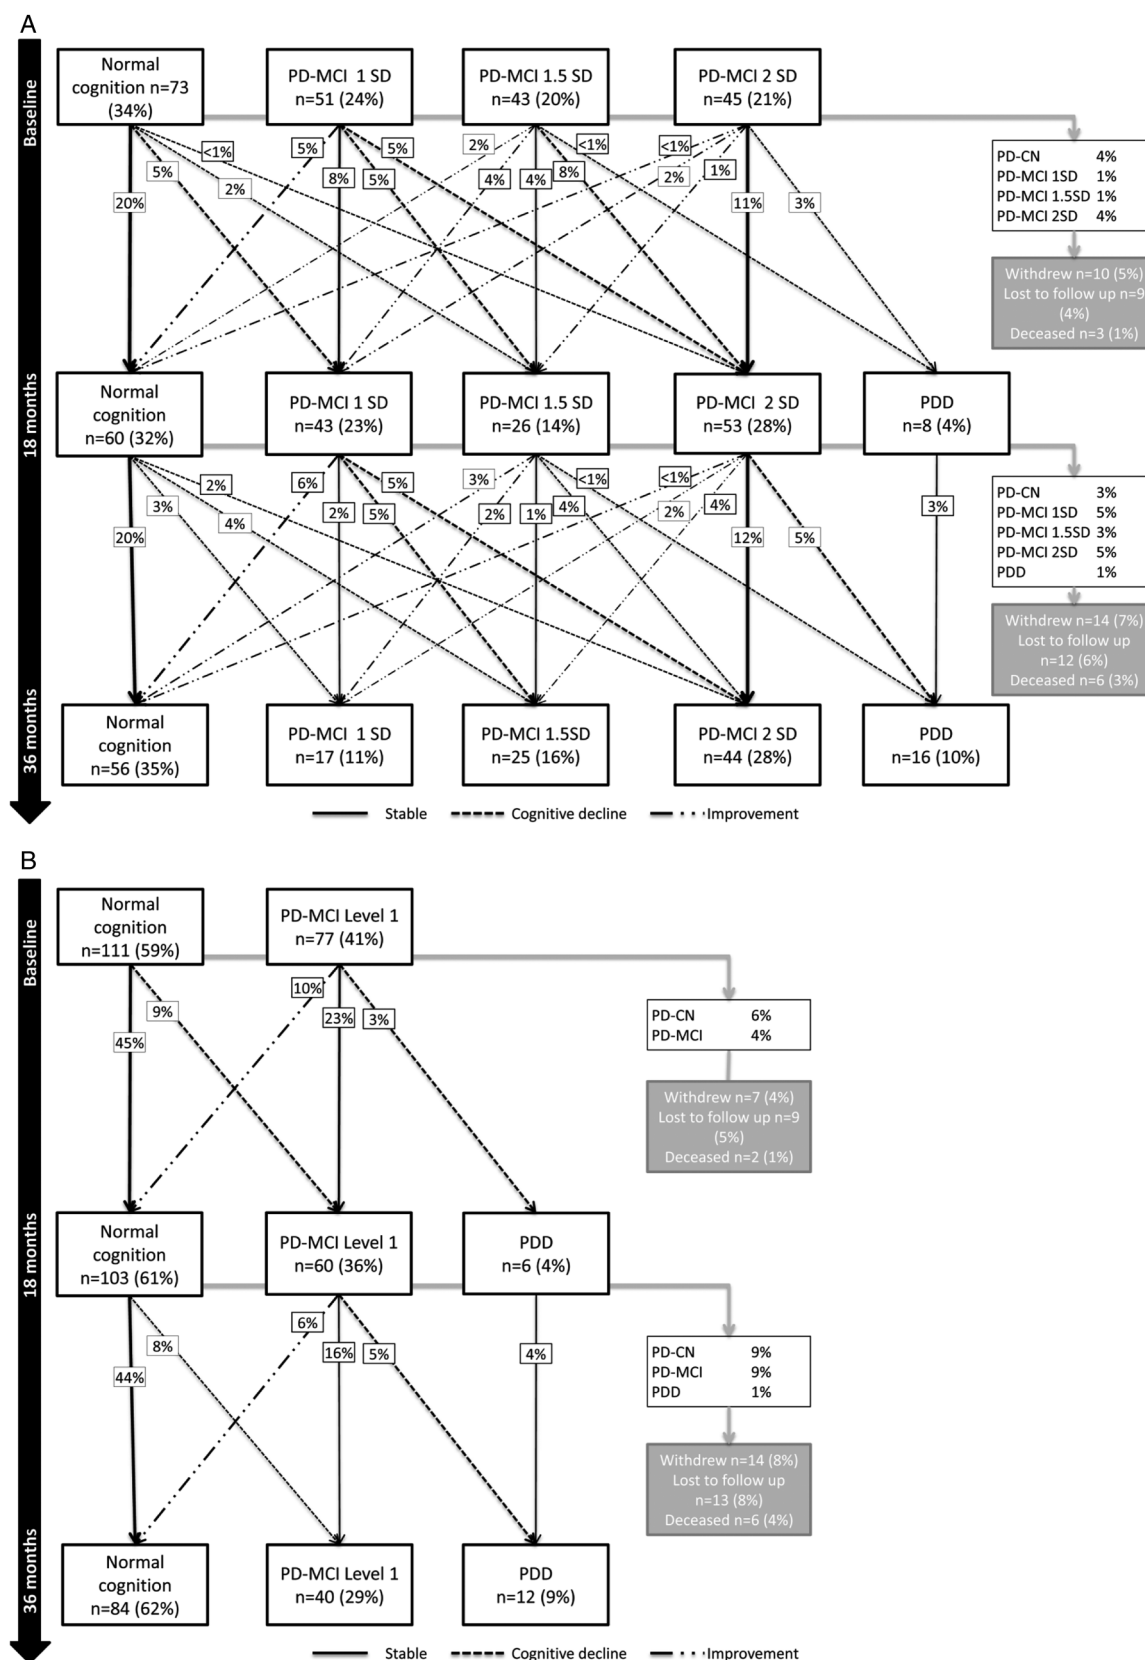 A
Baseline
Normal
cognition n=73
(34%)
PD-MCI 1 SD
n=51 (24%)
PD-MCI 1.5 SD
n=43 (20%)
PD-MCI 2 SD
n=45 (21%)
<1%
5%
2%
20%
5%
5%
8%
5%
2%
4%
4%
<1%
8%
<1%
2%
1%
11%
3%
PD-CN 4%
PD-MCI 1SD 1%
PD-MCI 1.5SD 1%
PD-MCI 2SD 4%
Withdrew n=10 (5%)
Lost to follow up n=9
(4%)
Deceased n=3 (1%)
18 months
Normal
cognition
n=60 (32%)
PD-MCI 1 SD
n=43 (23%)
PD-MCI 1.5 SD
n=26 (14%)
PD-MCI 2 SD
n=53 (28%)
PDD
n=8 (4%)
2%
3%
4%
20%
6%
5%
2%
5%
3%
2%
1%
<1%
4%
<1%
2%
4%
12%
5%
3%
PD-CN 3%
PD-MCI 1SD 5%
PD-MCI 1.5SD 3%
PD-MCI 2SD 5%
PDD 1%
Withdrew n=14 (7%)
Lost to follow up
n=12 (6%)
Deceased n=6 (3%)
36 months
Normal
cognition
n=56 (35%)
PD-MCI 1 SD
n=17 (11%)
PD-MCI 1.5SD
n=25 (16%)
PD-MCI 2 SD
n=44 (28%)
PDD
n=16 (10%)
Stable Cognitive decline Improvement
B
Baseline
Normal
cognition
n=111 (59%)
PD-MCI Level 1
n=77 (41%)
9%
45%
10%
23%
3%
PD-CN 6%
PD-MCI 4%
Withdrew n=7 (4%)
Lost to follow up n=9
(5%)
Deceased n=2 (1%)
18 months
Normal
cognition
n=103 (61%)
PD-MCI Level 1
n=60 (36%)
PDD
n=6 (4%)
8%
44%
6%
16%
5%
4%
PD-CN 9%
PD-MCI 9%
PDD 1%
Withdrew n=14 (8%)
Lost to follow up
n=13 (8%)
Deceased n=6 (4%)
36 months
Normal
cognition
n=84 (62%)
PD-MCI Level 1
n=40 (29%)
PDD
n=12 (9%)
Stable Cognitive decline Improvement